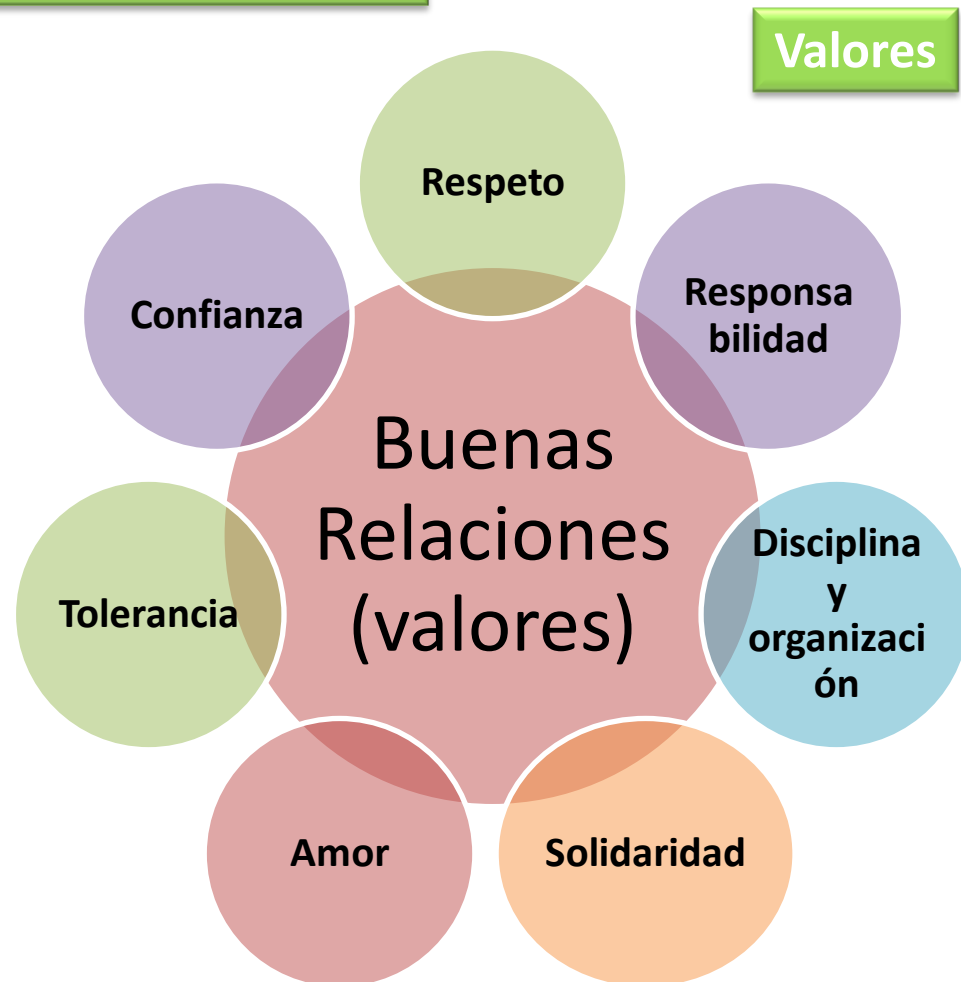 Valores
Respeto
Confianza
Responsa
bilidad
Buenas
Relaciones
(valores)
Disciplina
y
organizaci
ón
Tolerancia
Amor
Solidaridad